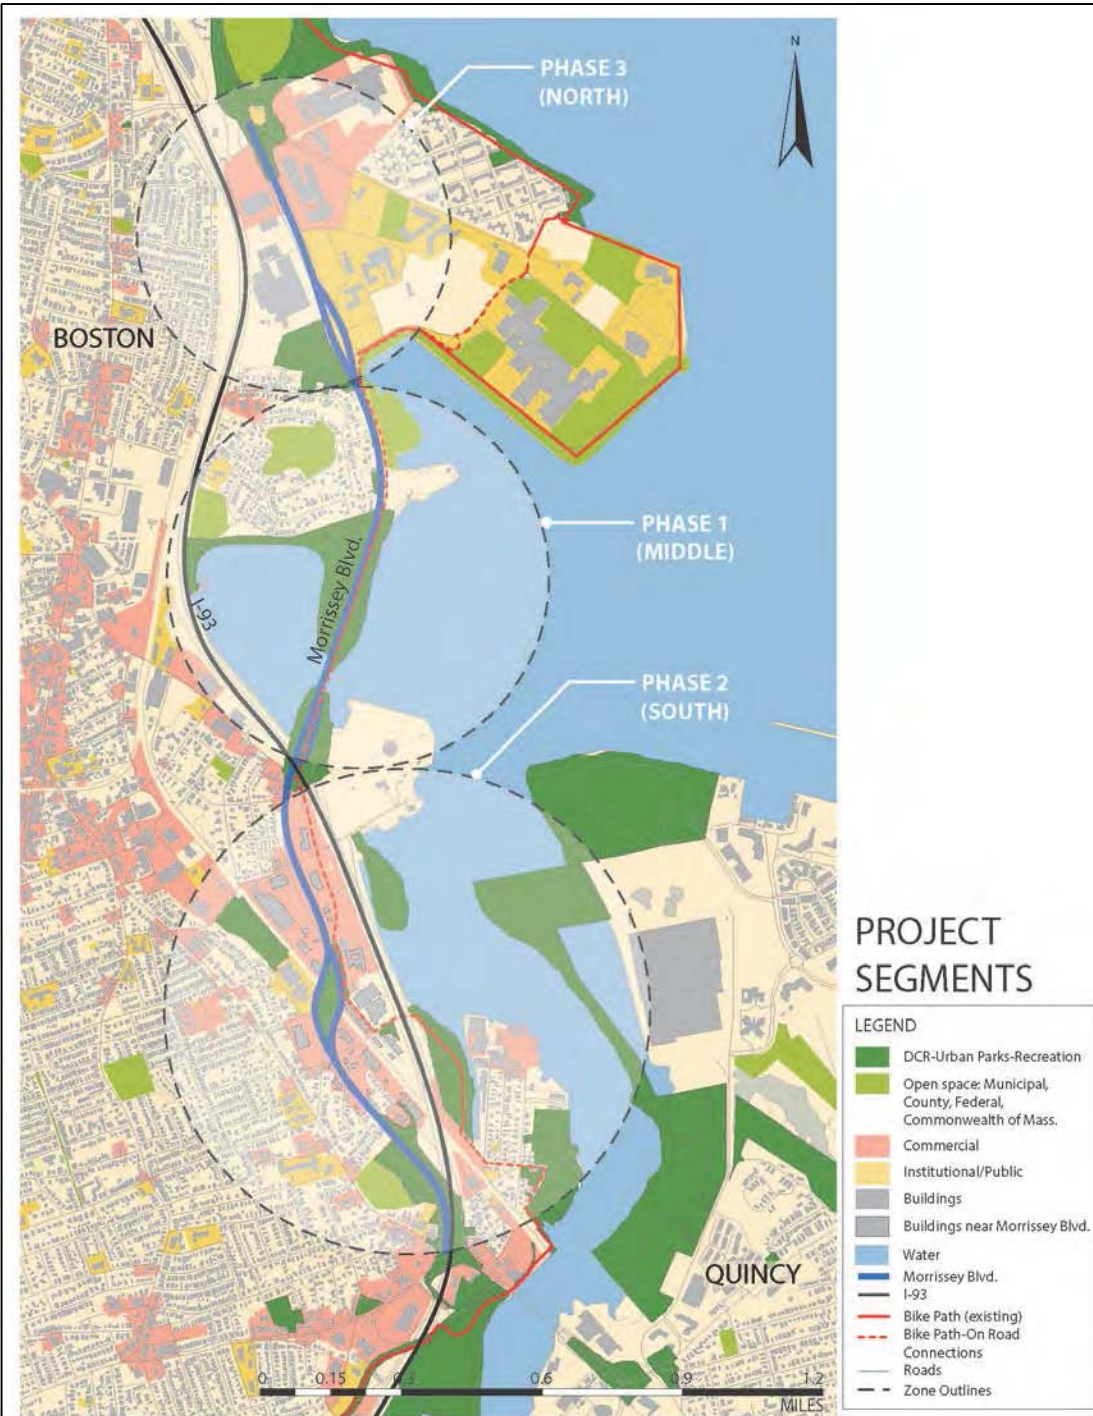 N
PHASE 3
(NORTH)
BOSTON
PHASE 1
(MIDDLE)
Morrissey Blvd.
I-93
PHASE 2
(SOUTH)
PROJECT
SEGMENTS
LEGEND
DCR-Urban Parks-Recreation
Open space: Municipal,
County, Federal,
Commonwealth of Mass.
Commercial
Institutional/Public
Buildings
Buildings near Morrissey Blvd.
Water
Morrissey Blvd.
I-93
Bike Path (existing)
Bike Path-On Road
Connections
Roads
Zone Outlines
QUINCY
0 0.15 0.3 0.6 0.9 1.2
MILES